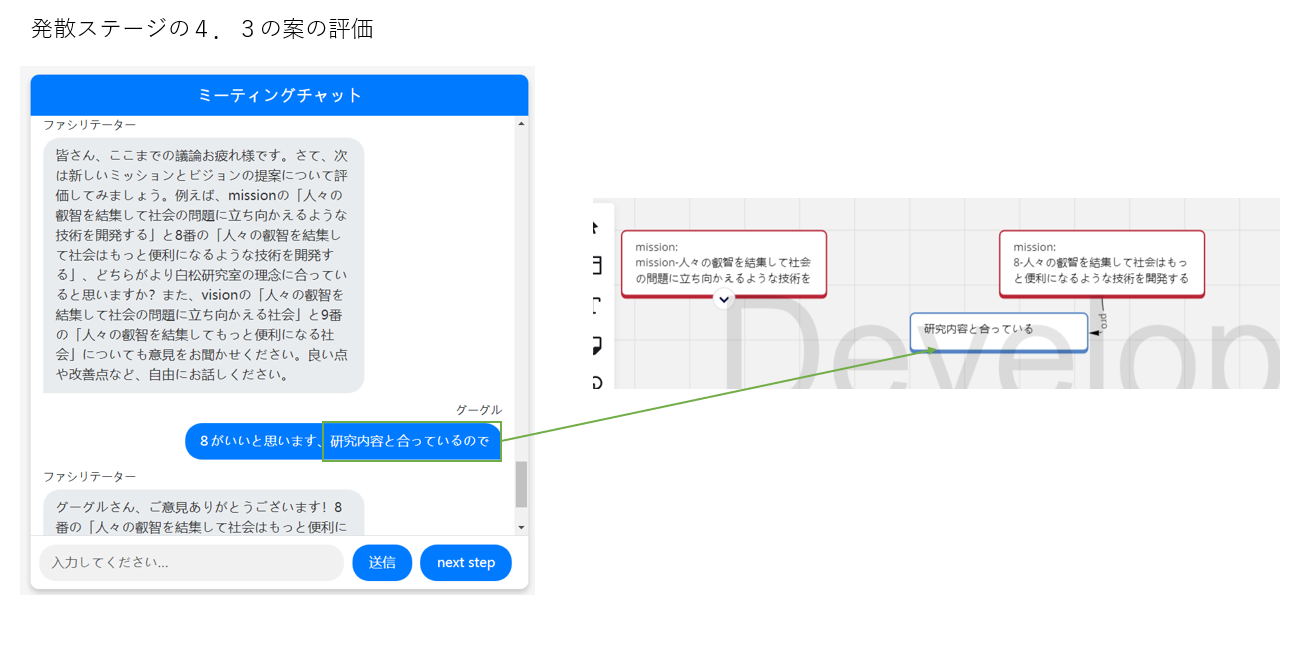 発散ステージの４．３の案の評価
ミーティングチャット
ファシリテーター
皆さん、ここまでの議論お疲れ様です。さて、次
は新しいミッションとビジョンの提案について評
価してみましょう。例えば、missionの「人々の
叡智を結集して社会の問題に立ち向かえるような
技術を開発する」と8番の「人々の叡智を結集し
て社会はもっと便利になるような技術を開発す
る」、どちらがより白松研究室の理念に合ってい
ると思いますか？また、visionの「人々の叡智を
結集して社会の問題に立ち向かえる社会」と9番
の「人々の叡智を結集してもっと便利になる社
会」についても意見をお聞かせください。良い点
や改善点など、自由にお話しください。
グーグル
８がいいと思います、研究内容と合っているので
ファシリテーター
グーグルさん、ご意見ありがとうございます！8
番の「人々の叡智を結集して社会はもっと便利に
入力してください...
送信
next step
mission:
mission-人々の叡智を結集して社会
の問題に立ち向かえるような技術を
mission:
8-人々の叡智を結集して社会はもっ
と便利になるような技術を開発する
pro
研究内容と合っている
Develop